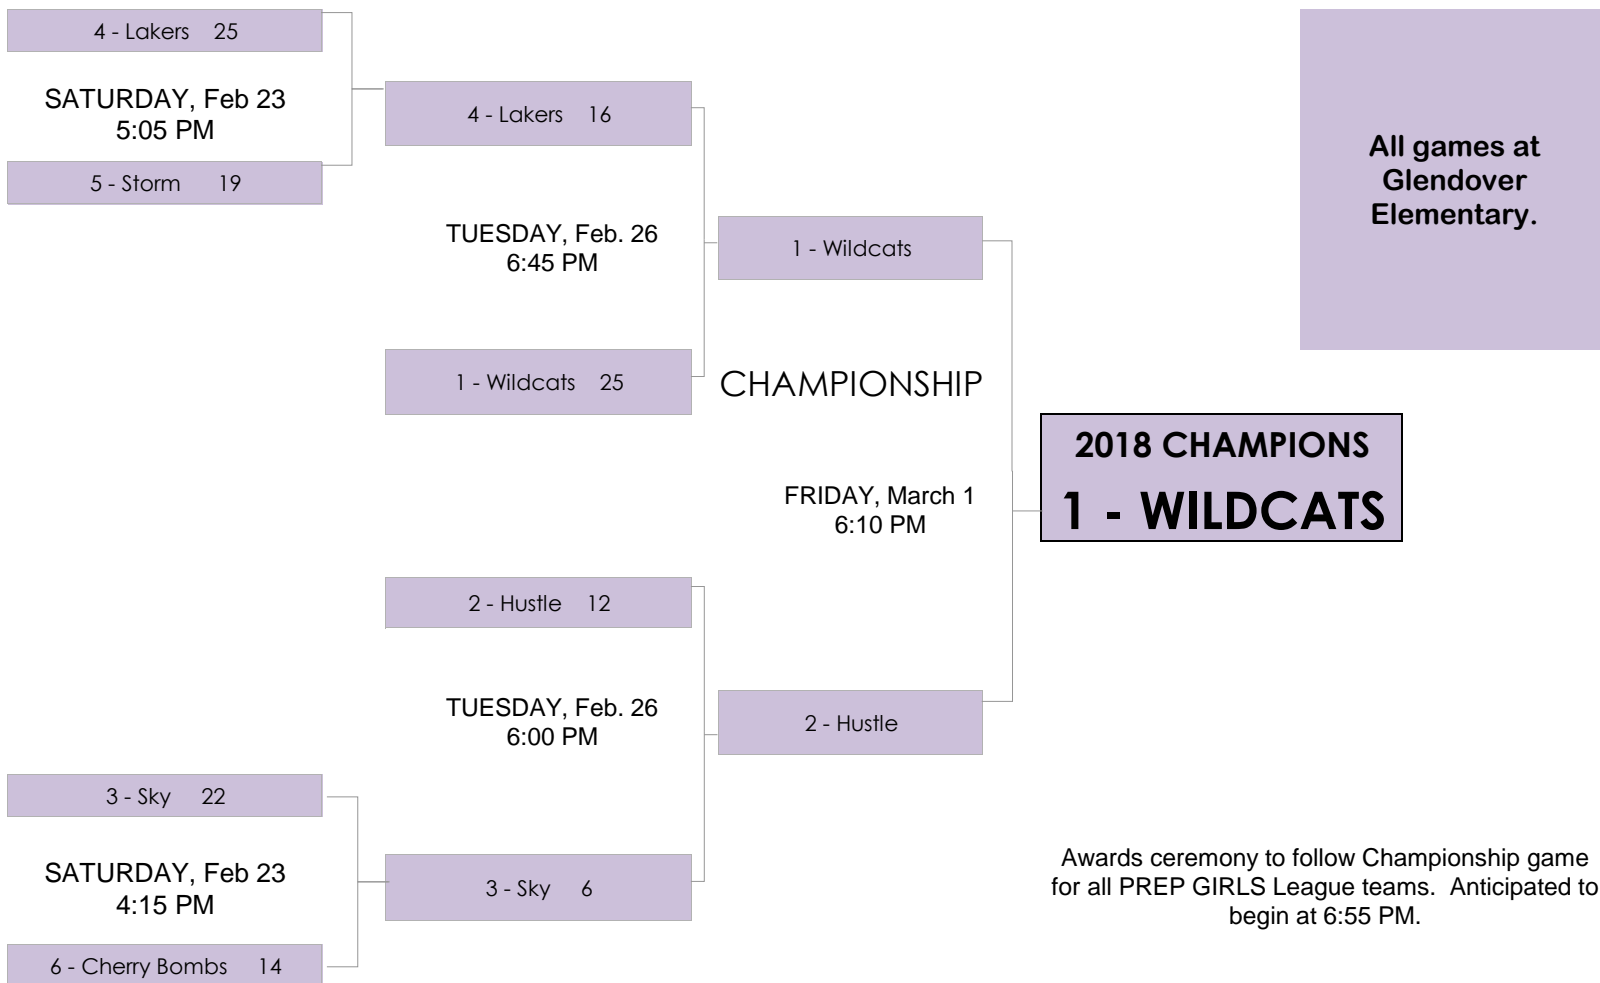 4 - Lakers 25
SATURDAY, Feb 23
5:05 PM
5 - Storm 19
4 - Lakers 16
TUESDAY, Feb. 26
6:45 PM
1 - Wildcats 25
1 - Wildcats
CHAMPIONSHIP
FRIDAY, March 1
6:10 PM
All games at
Glendover
Elementary.
2018 CHAMPIONS
1 - WILDCATS
2 - Hustle 12
TUESDAY, Feb. 26
6:00 PM
2 - Hustle
3 - Sky 22
SATURDAY, Feb 23
4:15 PM
6 - Cherry Bombs 14
3 - Sky 6
Awards ceremony to follow Championship game
for all PREP GIRLS League teams. Anticipated to
begin at 6:55 PM.